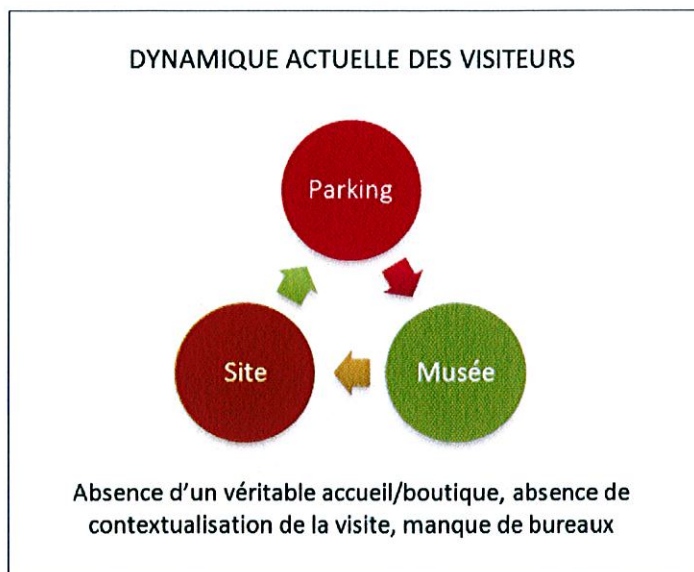 DYNAMIQUE ACTUELLE DES VISITEURS
Parking
Site
Musée
Absence d'un véritable accueil/boutique, absence de
contextualisation de la visite, manque de bureaux